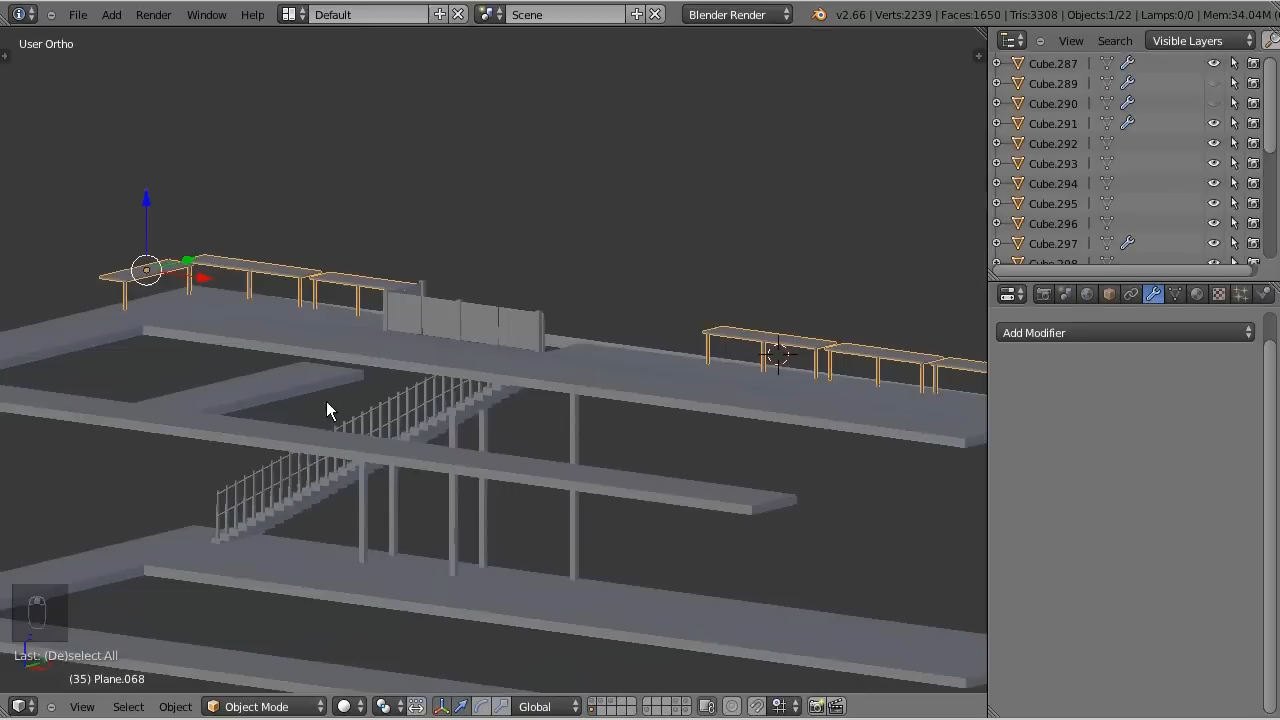 File Add Render Window Help Default Scene Blender Render v2.66 | Verts:2239 | Faces:1650 | Tris:3308 | Objects:1/22 | Lamps:0/0 | Mem:34.04M
User Ortho
View Search Visible Layers
Cube.287
Cube.289
Cube.290
Cube.291
Cube.292
Cube.293
Cube.294
Cube.295
Cube.296
Cube.297
Cube.298
Add Modifier
Last: (De)select All
(35) Plane.068
View Select Object Object Mode Global